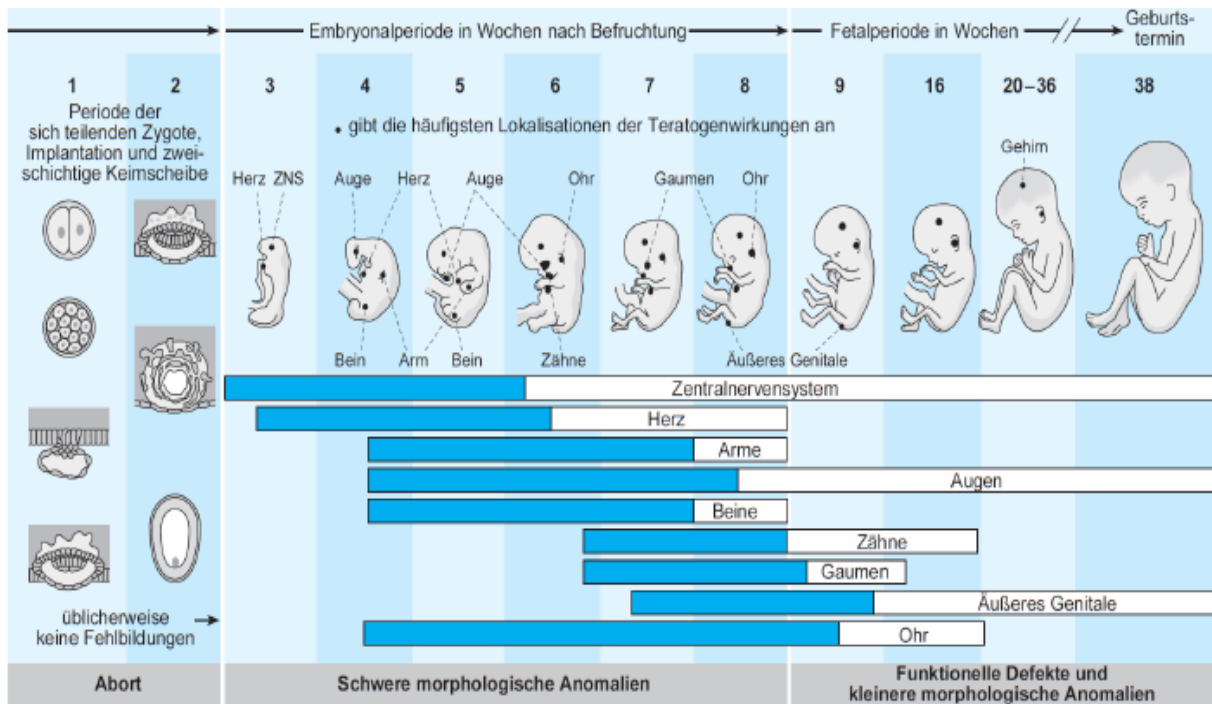 Embryonalperiode in Wochen nach Befruchtung
Fetalperiode in Wochen
Geburts-
termin
1
2
3
4
5
6
7
8
9
16
20–36
38
Periode der
sich teilenden Zygote,
Implantation und zwei-
schichtige Keimscheibe
• gibt die häufigsten Lokalisationen der Teratogenwirkungen an
Gehirn
Herz ZNS
Auge
Herz
Auge
Ohr
Gaumen
Ohr
Bein
Arm
Bein
Zähne
Äußeres Genitale
Zentralnervensystem
Herz
Arme
Augen
Beine
Zähne
Gaumen
Äußeres Genitale
Ohr
üblicherweise
keine Fehlbildungen
Abort
Schwere morphologische Anomalien
Funktionelle Defekte und
kleinere morphologische Anomalien